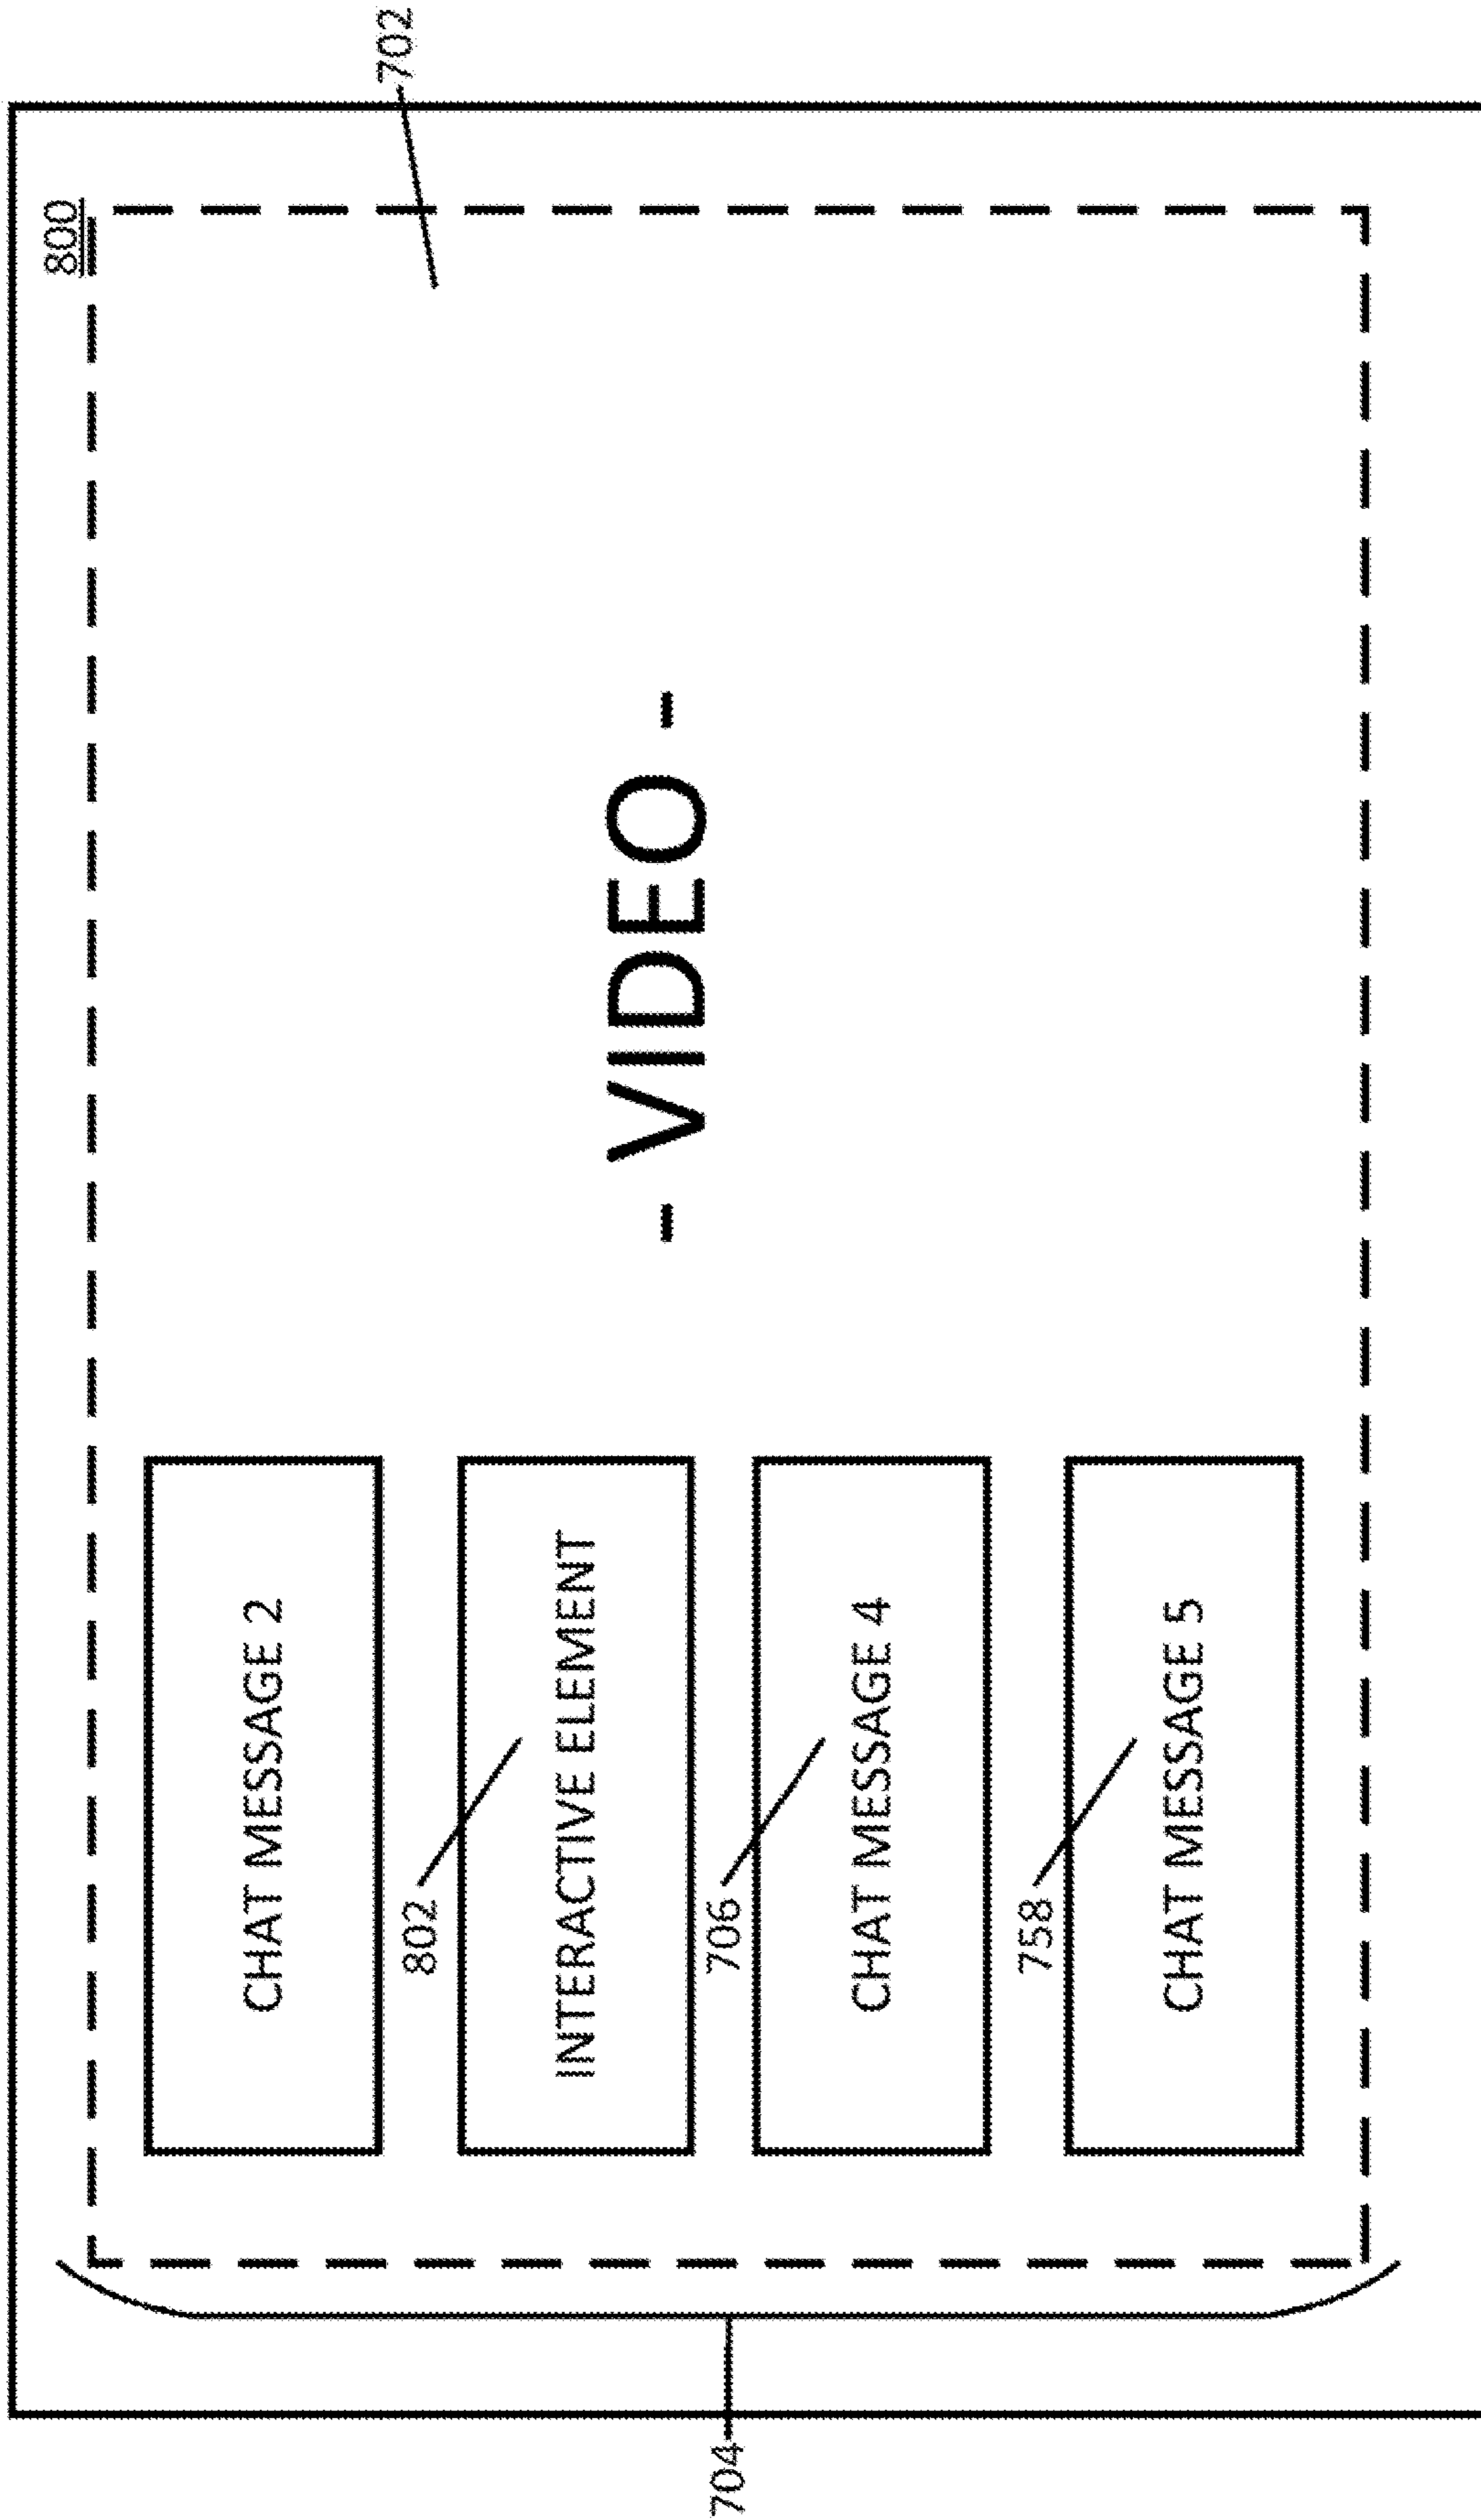 800
702
CHAT MESSAGE 2
802
INTERACTIVE ELEMENT
- VIDEO -
704
706
CHAT MESSAGE 4
758
CHAT MESSAGE 5